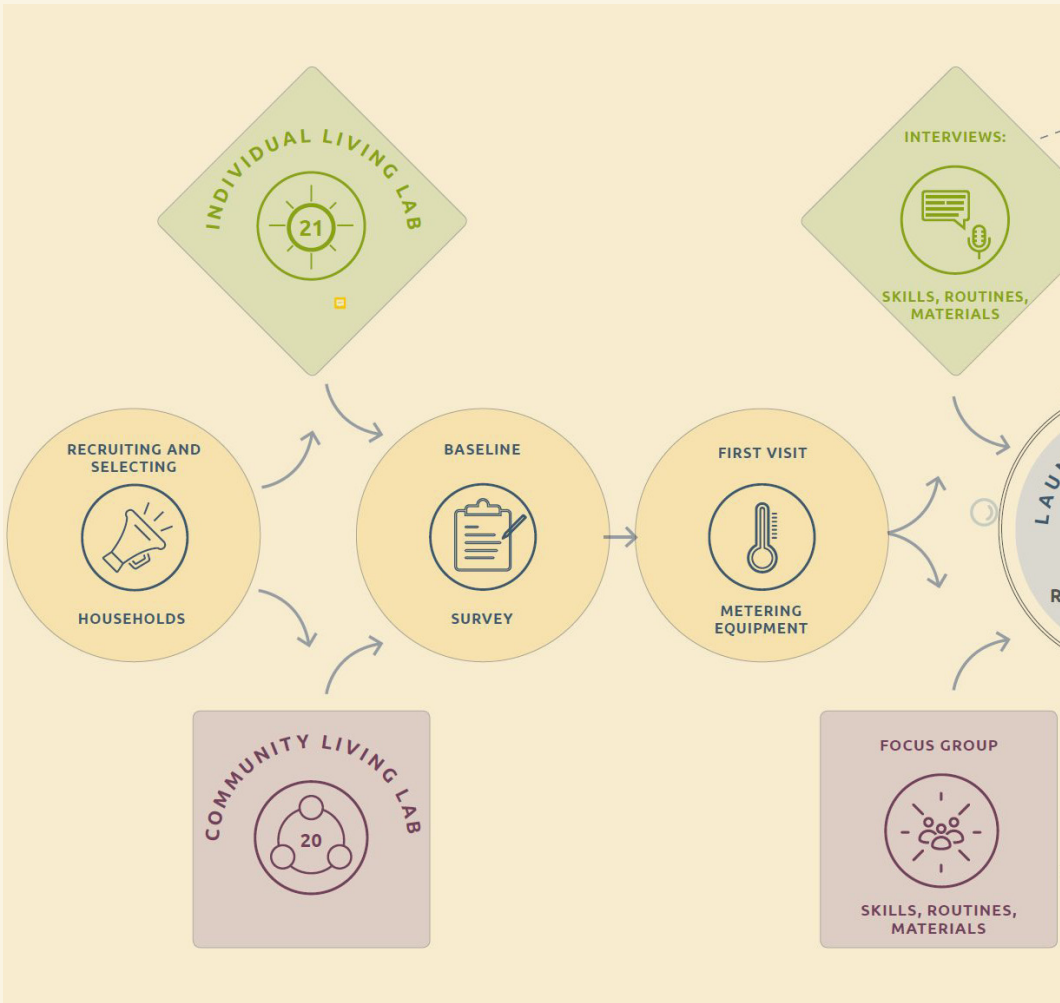 INDIVIDUAL LIVING LAB
21
INTERVIEWS:
SKILLS, ROUTINES,
MATERIALS
RECRUITING AND
SELECTING
HOUSEHOLDS
BASELINE
SURVEY
FIRST VISIT
METERING
EQUIPMENT
COMMUNITY LIVING LAB
20
FOCUS GROUP
SKILLS, ROUTINES,
MATERIALS